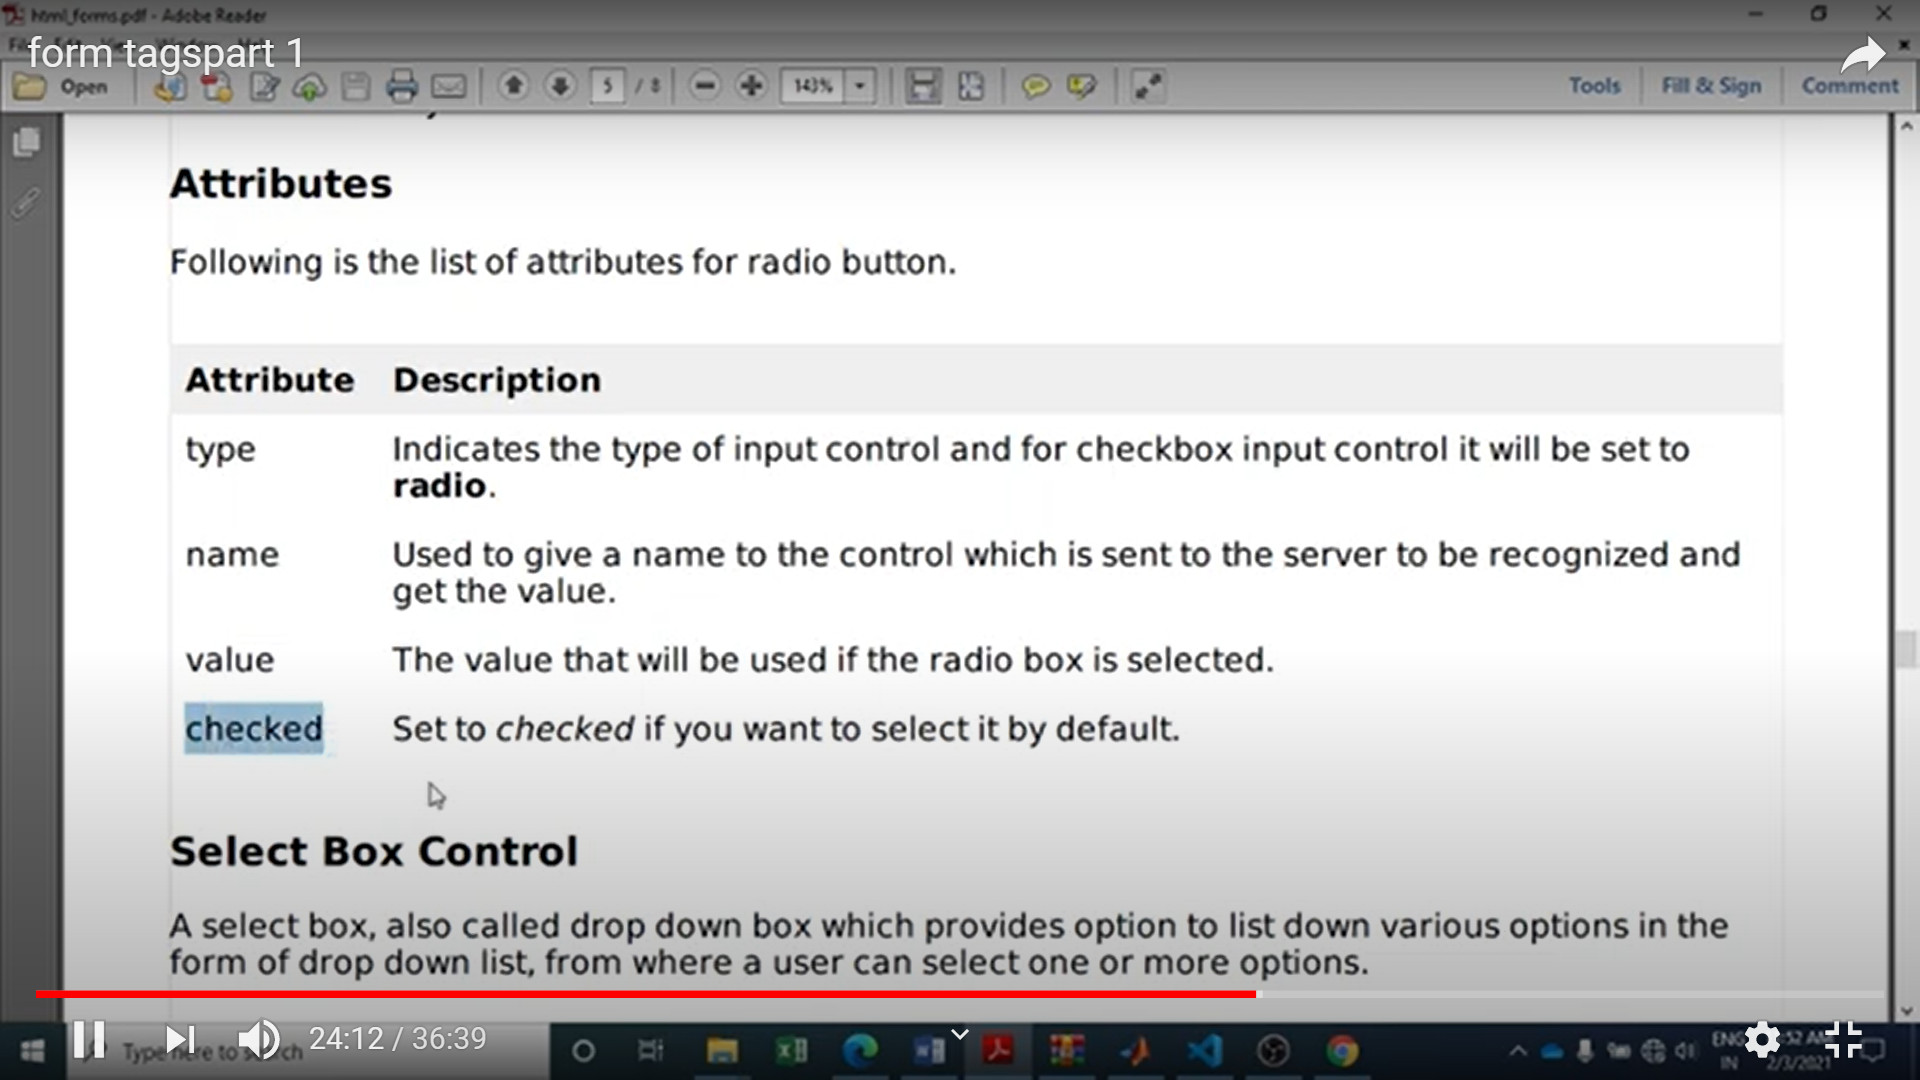 html_forms.pdf - Adobe Reader
form tagspart 1
Open
5 / 8
143%
Tools
Fill & Sign
Comment
Attributes
Following is the list of attributes for radio button.
Attribute Description
type Indicates the type of input control and for checkbox input control it will be set to
radio.
name Used to give a name to the control which is sent to the server to be recognized and
get the value.
value The value that will be used if the radio box is selected.
checked Set to checked if you want to select it by default.
Select Box Control
A select box, also called drop down box which provides option to list down various options in the
form of drop down list, from where a user can select one or more options.
24:12 / 36:39
Type here to search
ENG
IN
2/3/2021